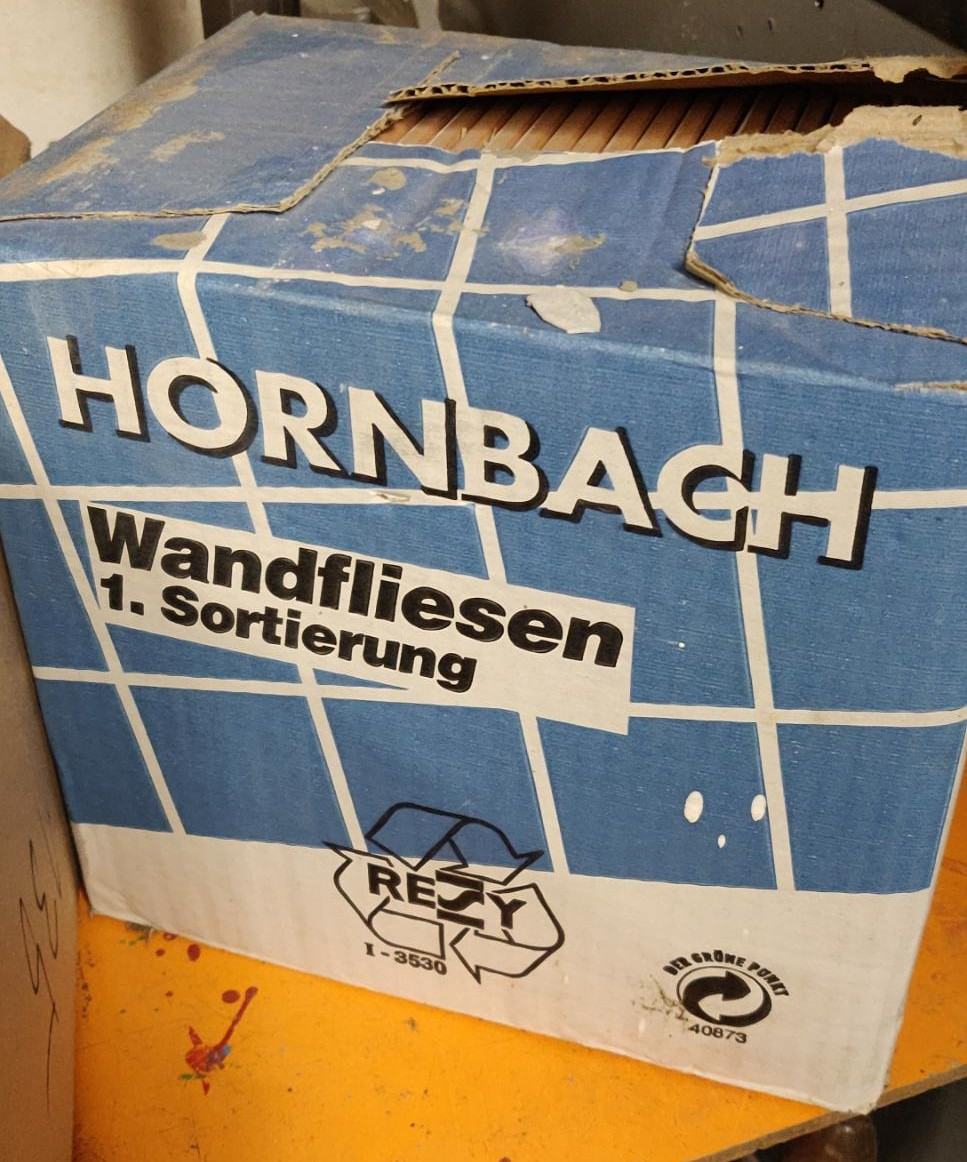 HORNBACH
Wandfliesen
1. Sortierung
RESY
I - 3530
DER GRÜNE PUNKT
40873